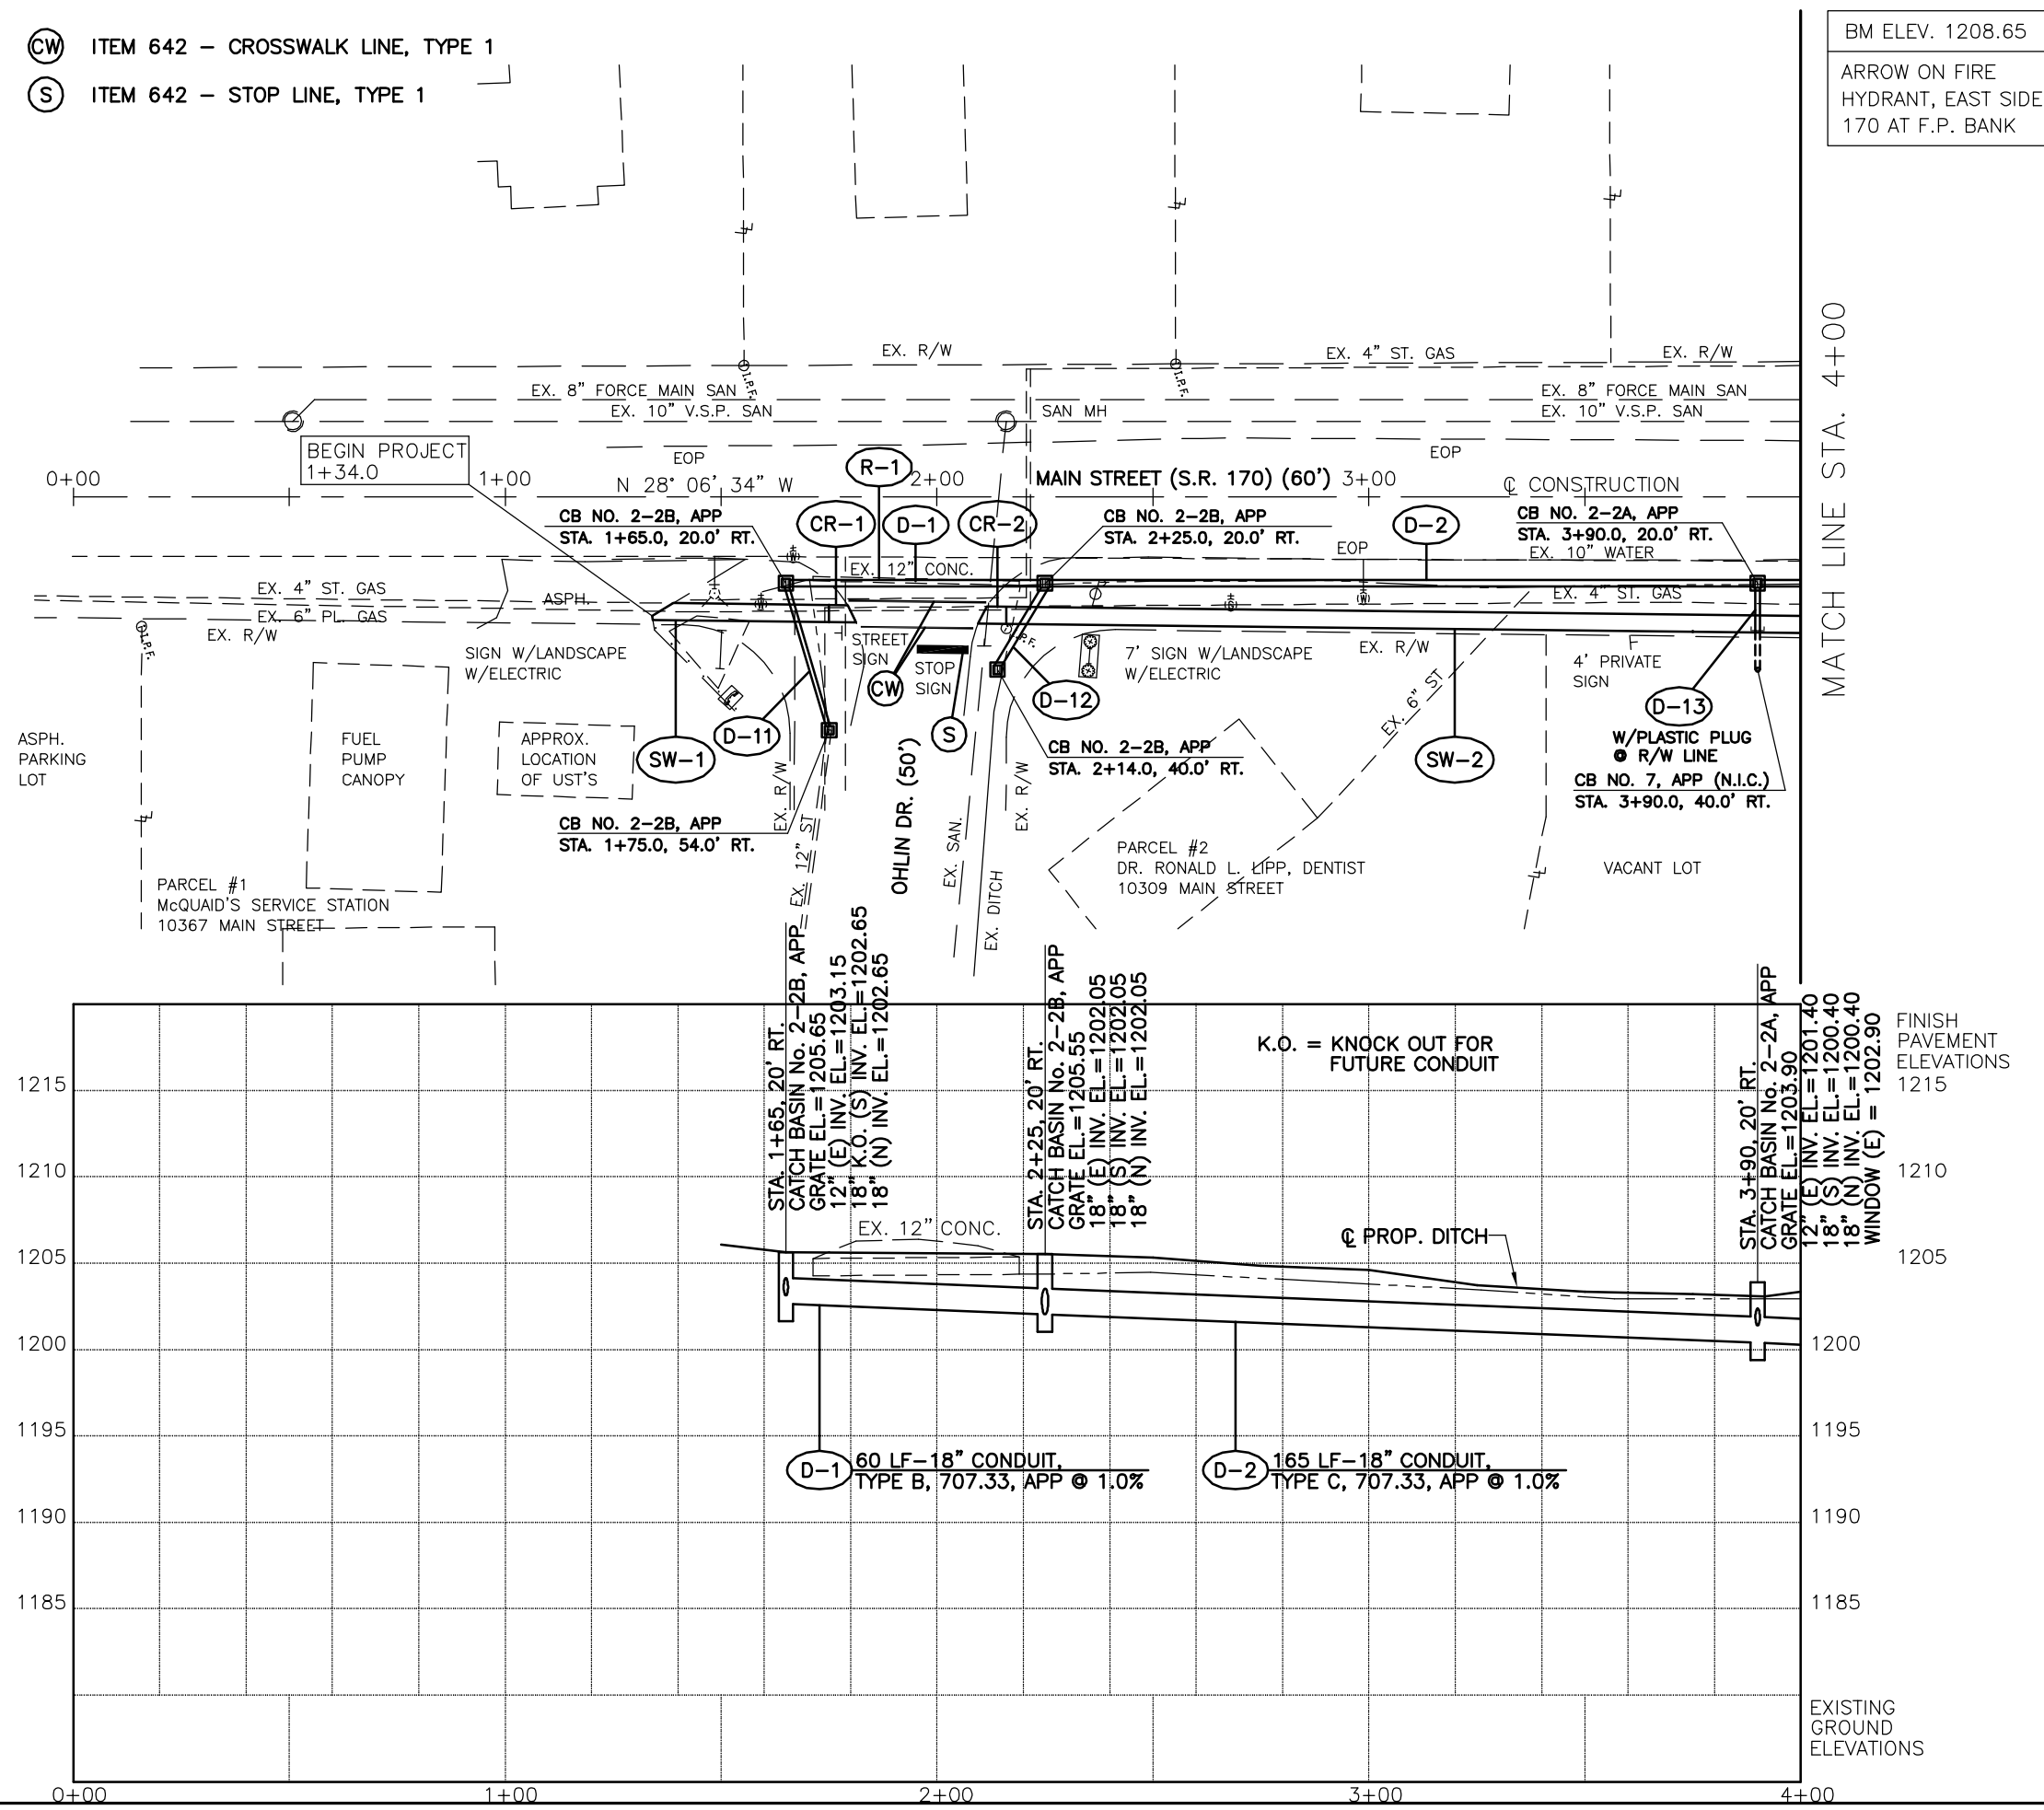 CW ITEM 642 – CROSSWALK LINE, TYPE 1
S ITEM 642 – STOP LINE, TYPE 1
BM ELEV. 1208.65
ARROW ON FIRE
HYDRANT, EAST SIDE
170 AT F.P. BANK
MATCH LINE STA. 4+00
EX. R/W
EX. 4" ST. GAS
EX. R/W
I.P.F.
I.P.F.
EX. 8" FORCE MAIN SAN
EX. 8" FORCE MAIN SAN
EX. 10" V.S.P. SAN
SAN MH
EX. 10" V.S.P. SAN
BEGIN PROJECT
1+34.0
EOP
R-1
EOP
0+00
1+00
N 28° 06' 34" W
2+00
MAIN STREET (S.R. 170) (60')
3+00
℄ CONSTRUCTION
CB NO. 2-2B, APP
STA. 1+65.0, 20.0' RT.
CR-1
D-1
CR-2
CB NO. 2-2B, APP
STA. 2+25.0, 20.0' RT.
D-2
CB NO. 2-2A, APP
STA. 3+90.0, 20.0' RT.
EOP
EX. 10" WATER
EX. 12" CONC.
EX. 4" ST. GAS
ASPH.
EX. 4" ST. GAS
EX. 6" PL. GAS
EX. R/W
I.P.F.
I.P.F.
STREET
SIGN
STOP
SIGN
SIGN W/LANDSCAPE
W/ELECTRIC
7' SIGN W/LANDSCAPE
W/ELECTRIC
EX. R/W
4' PRIVATE
SIGN
CW
D-12
D-13
EX. 6" ST
W/PLASTIC PLUG
@ R/W LINE
ASPH.
PARKING
LOT
FUEL
PUMP
CANOPY
APPROX.
LOCATION
OF UST'S
SW-1
D-11
S
SW-2
CB NO. 2-2B, APP
STA. 2+14.0, 40.0' RT.
CB NO. 7, APP (N.I.C.)
STA. 3+90.0, 40.0' RT.
EX. R/W
EX. R/W
CB NO. 2-2B, APP
STA. 1+75.0, 54.0' RT.
EX. 12" ST
OHLIN DR. (50')
EX. SAN.
EX. DITCH
PARCEL #2
DR. RONALD L. LIPP, DENTIST
10309 MAIN STREET
VACANT LOT
PARCEL #1
McQUAID'S SERVICE STATION
10367 MAIN STREET
STA. 1+65, 20' RT.
CATCH BASIN No. 2-2B, APP
GRATE EL.=1205.65
12" (E) INV. EL.=1203.15
18" K.O. (S) INV. EL.=1202.65
18" (N) INV. EL.=1202.65
STA. 2+25, 20' RT.
CATCH BASIN No. 2-2B, APP
GRATE EL.=1205.55
18" (E) INV. EL.=1202.05
18" (S) INV. EL.=1202.05
18" (N) INV. EL.=1202.05
K.O. = KNOCK OUT FOR
FUTURE CONDUIT
STA. 3+90, 20' RT.
CATCH BASIN No. 2-2A, APP
GRATE EL.=1203.90
12" (E) INV. EL.=1201.40
18" (S) INV. EL.=1200.40
18" (N) INV. EL.=1200.40
WINDOW (E) = 1202.90
FINISH
PAVEMENT
ELEVATIONS
1215
1215
1210
1210
EX. 12" CONC.
℄ PROP. DITCH
1205
1205
1200
1200
1195
1195
D-1
60 LF-18" CONDUIT,
TYPE B, 707.33, APP @ 1.0%
D-2
165 LF-18" CONDUIT,
TYPE C, 707.33, APP @ 1.0%
1190
1190
1185
1185
EXISTING
GROUND
ELEVATIONS
0+00
1+00
2+00
3+00
4+00